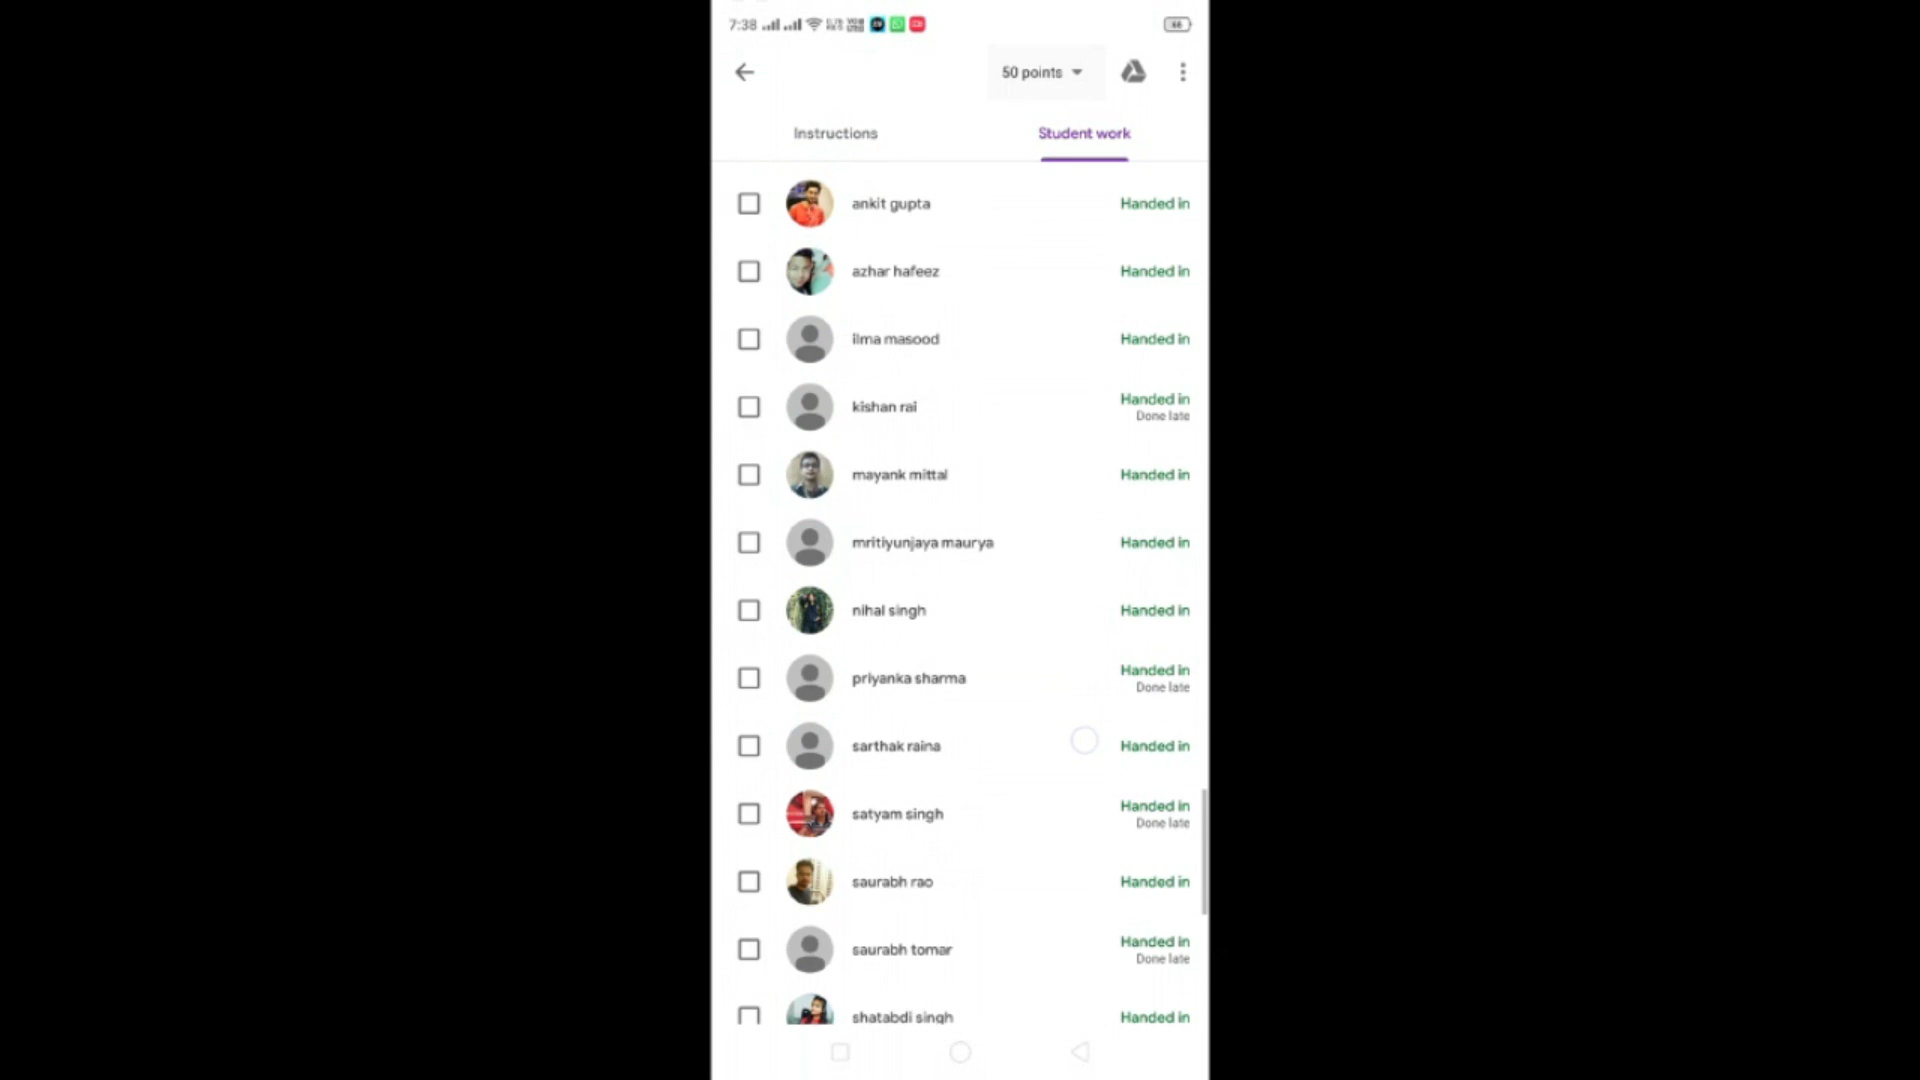 7:38
66
50 points
Instructions
Student work
ankit gupta
Handed in
azhar hafeez
Handed in
ilma masood
Handed in
kishan rai
Handed in
Done late
mayank mittal
Handed in
mritiyunjaya maurya
Handed in
nihal singh
Handed in
priyanka sharma
Handed in
Done late
sarthak raina
Handed in
satyam singh
Handed in
Done late
saurabh rao
Handed in
saurabh tomar
Handed in
Done late
shatabdi singh
Handed in